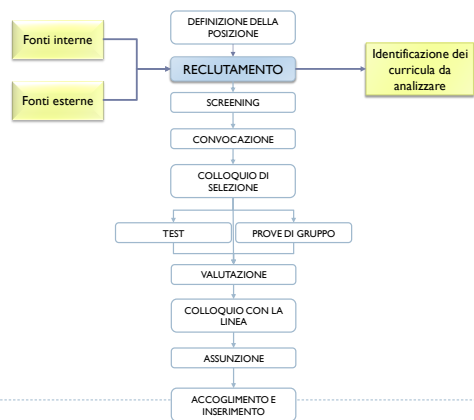 DEFINIZIONE DELLA
POSIZIONE
Fonti interne
RECLUTAMENTO
Identificazione dei
curricula da
analizzare
Fonti esterne
SCREENING
CONVOCAZIONE
COLLOQUIO DI
SELEZIONE
TEST
PROVE DI GRUPPO
VALUTAZIONE
COLLOQUIO CON LA
LINEA
ASSUNZIONE
ACCOGLIMENTO E
INSERIMENTO